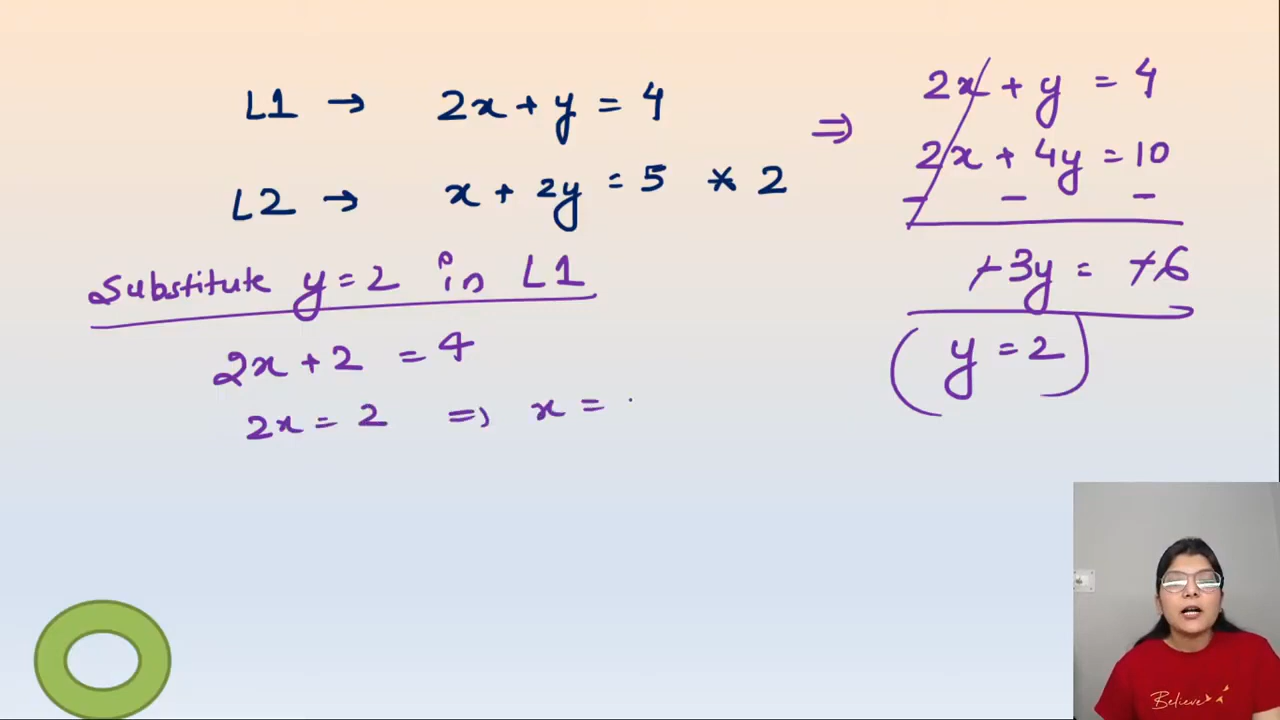 L1 → 2x + y = 4
L2 → x + 2y = 5 * 2
⇒ 2x + y = 4
2x + 4y = 10
- - -
+3y = +6
y = 2
Substitute y = 2 in L1
2x + 2 = 4
2x = 2 ⇒ x =
Believe